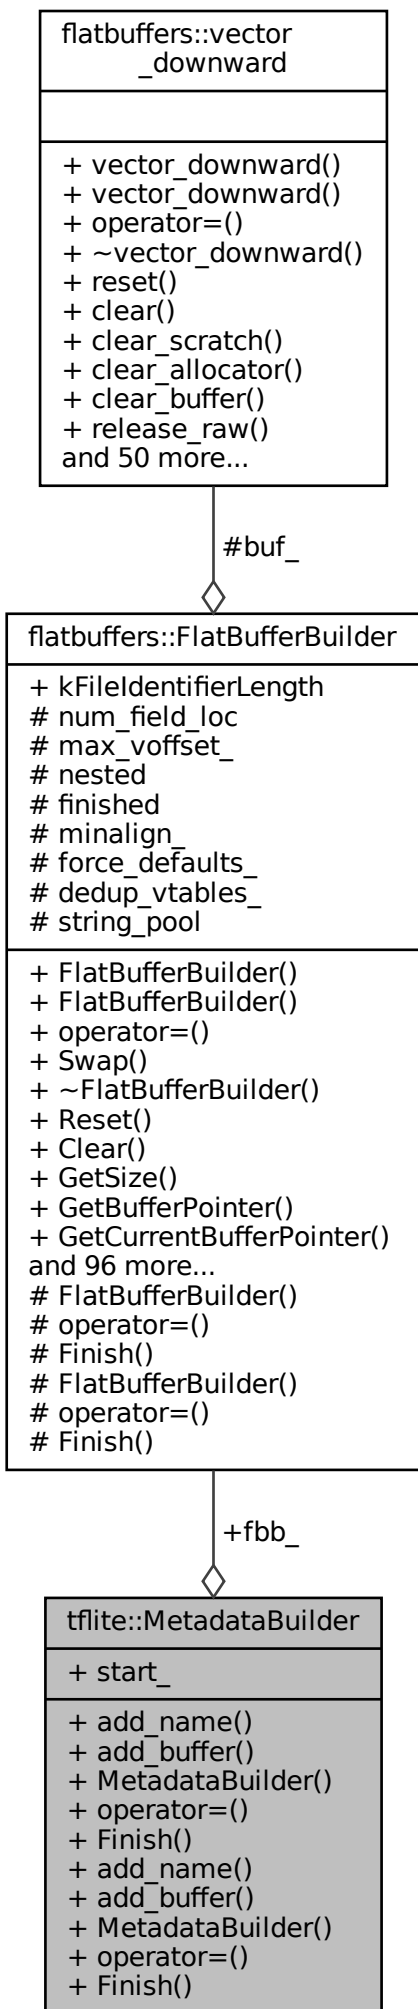 flatbuffers::vector
_downward
+ vector_downward()
+ vector_downward()
+ operator=()
+ ~vector_downward()
+ reset()
+ clear()
+ clear_scratch()
+ clear_allocator()
+ clear_buffer()
+ release_raw()
and 50 more...
#buf_
flatbuffers::FlatBufferBuilder
+ kFileIdentifierLength
# num_field_loc
# max_voffset_
# nested
# finished
# minalign_
# force_defaults_
# dedup_vtables_
# string_pool
+ FlatBufferBuilder()
+ FlatBufferBuilder()
+ operator=()
+ Swap()
+ ~FlatBufferBuilder()
+ Reset()
+ Clear()
+ GetSize()
+ GetBufferPointer()
+ GetCurrentBufferPointer()
and 96 more...
# FlatBufferBuilder()
# operator=()
# Finish()
# FlatBufferBuilder()
# operator=()
# Finish()
+fbb_
tflite::MetadataBuilder
+ start_
+ add_name()
+ add_buffer()
+ MetadataBuilder()
+ operator=()
+ Finish()
+ add_name()
+ add_buffer()
+ MetadataBuilder()
+ operator=()
+ Finish()